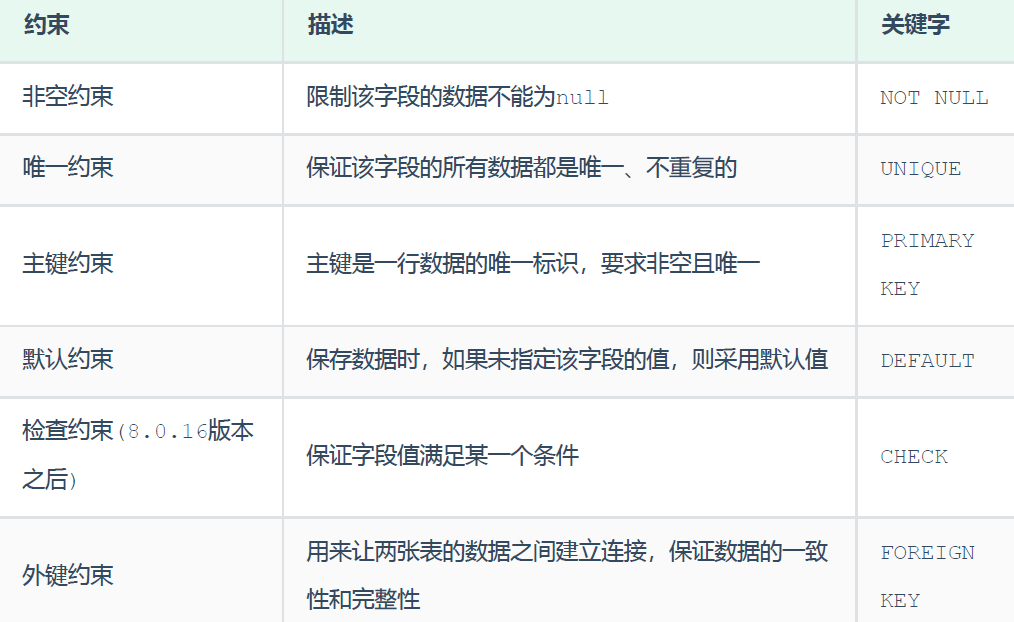 约束 描述 关键字
非空约束 限制该字段的数据不能为null NOT NULL
唯一约束 保证该字段的所有数据都是唯一、不重复的 UNIQUE
主键约束 主键是一行数据的唯一标识，要求非空且唯一 PRIMARY
KEY
默认约束 保存数据时，如果未指定该字段的值，则采用默认值 DEFAULT
检查约束(8.0.16版本
之后) 保证字段值满足某一个条件 CHECK
外键约束 用来让两张表的数据之间建立连接，保证数据的一致
性和完整性 FOREIGN
KEY